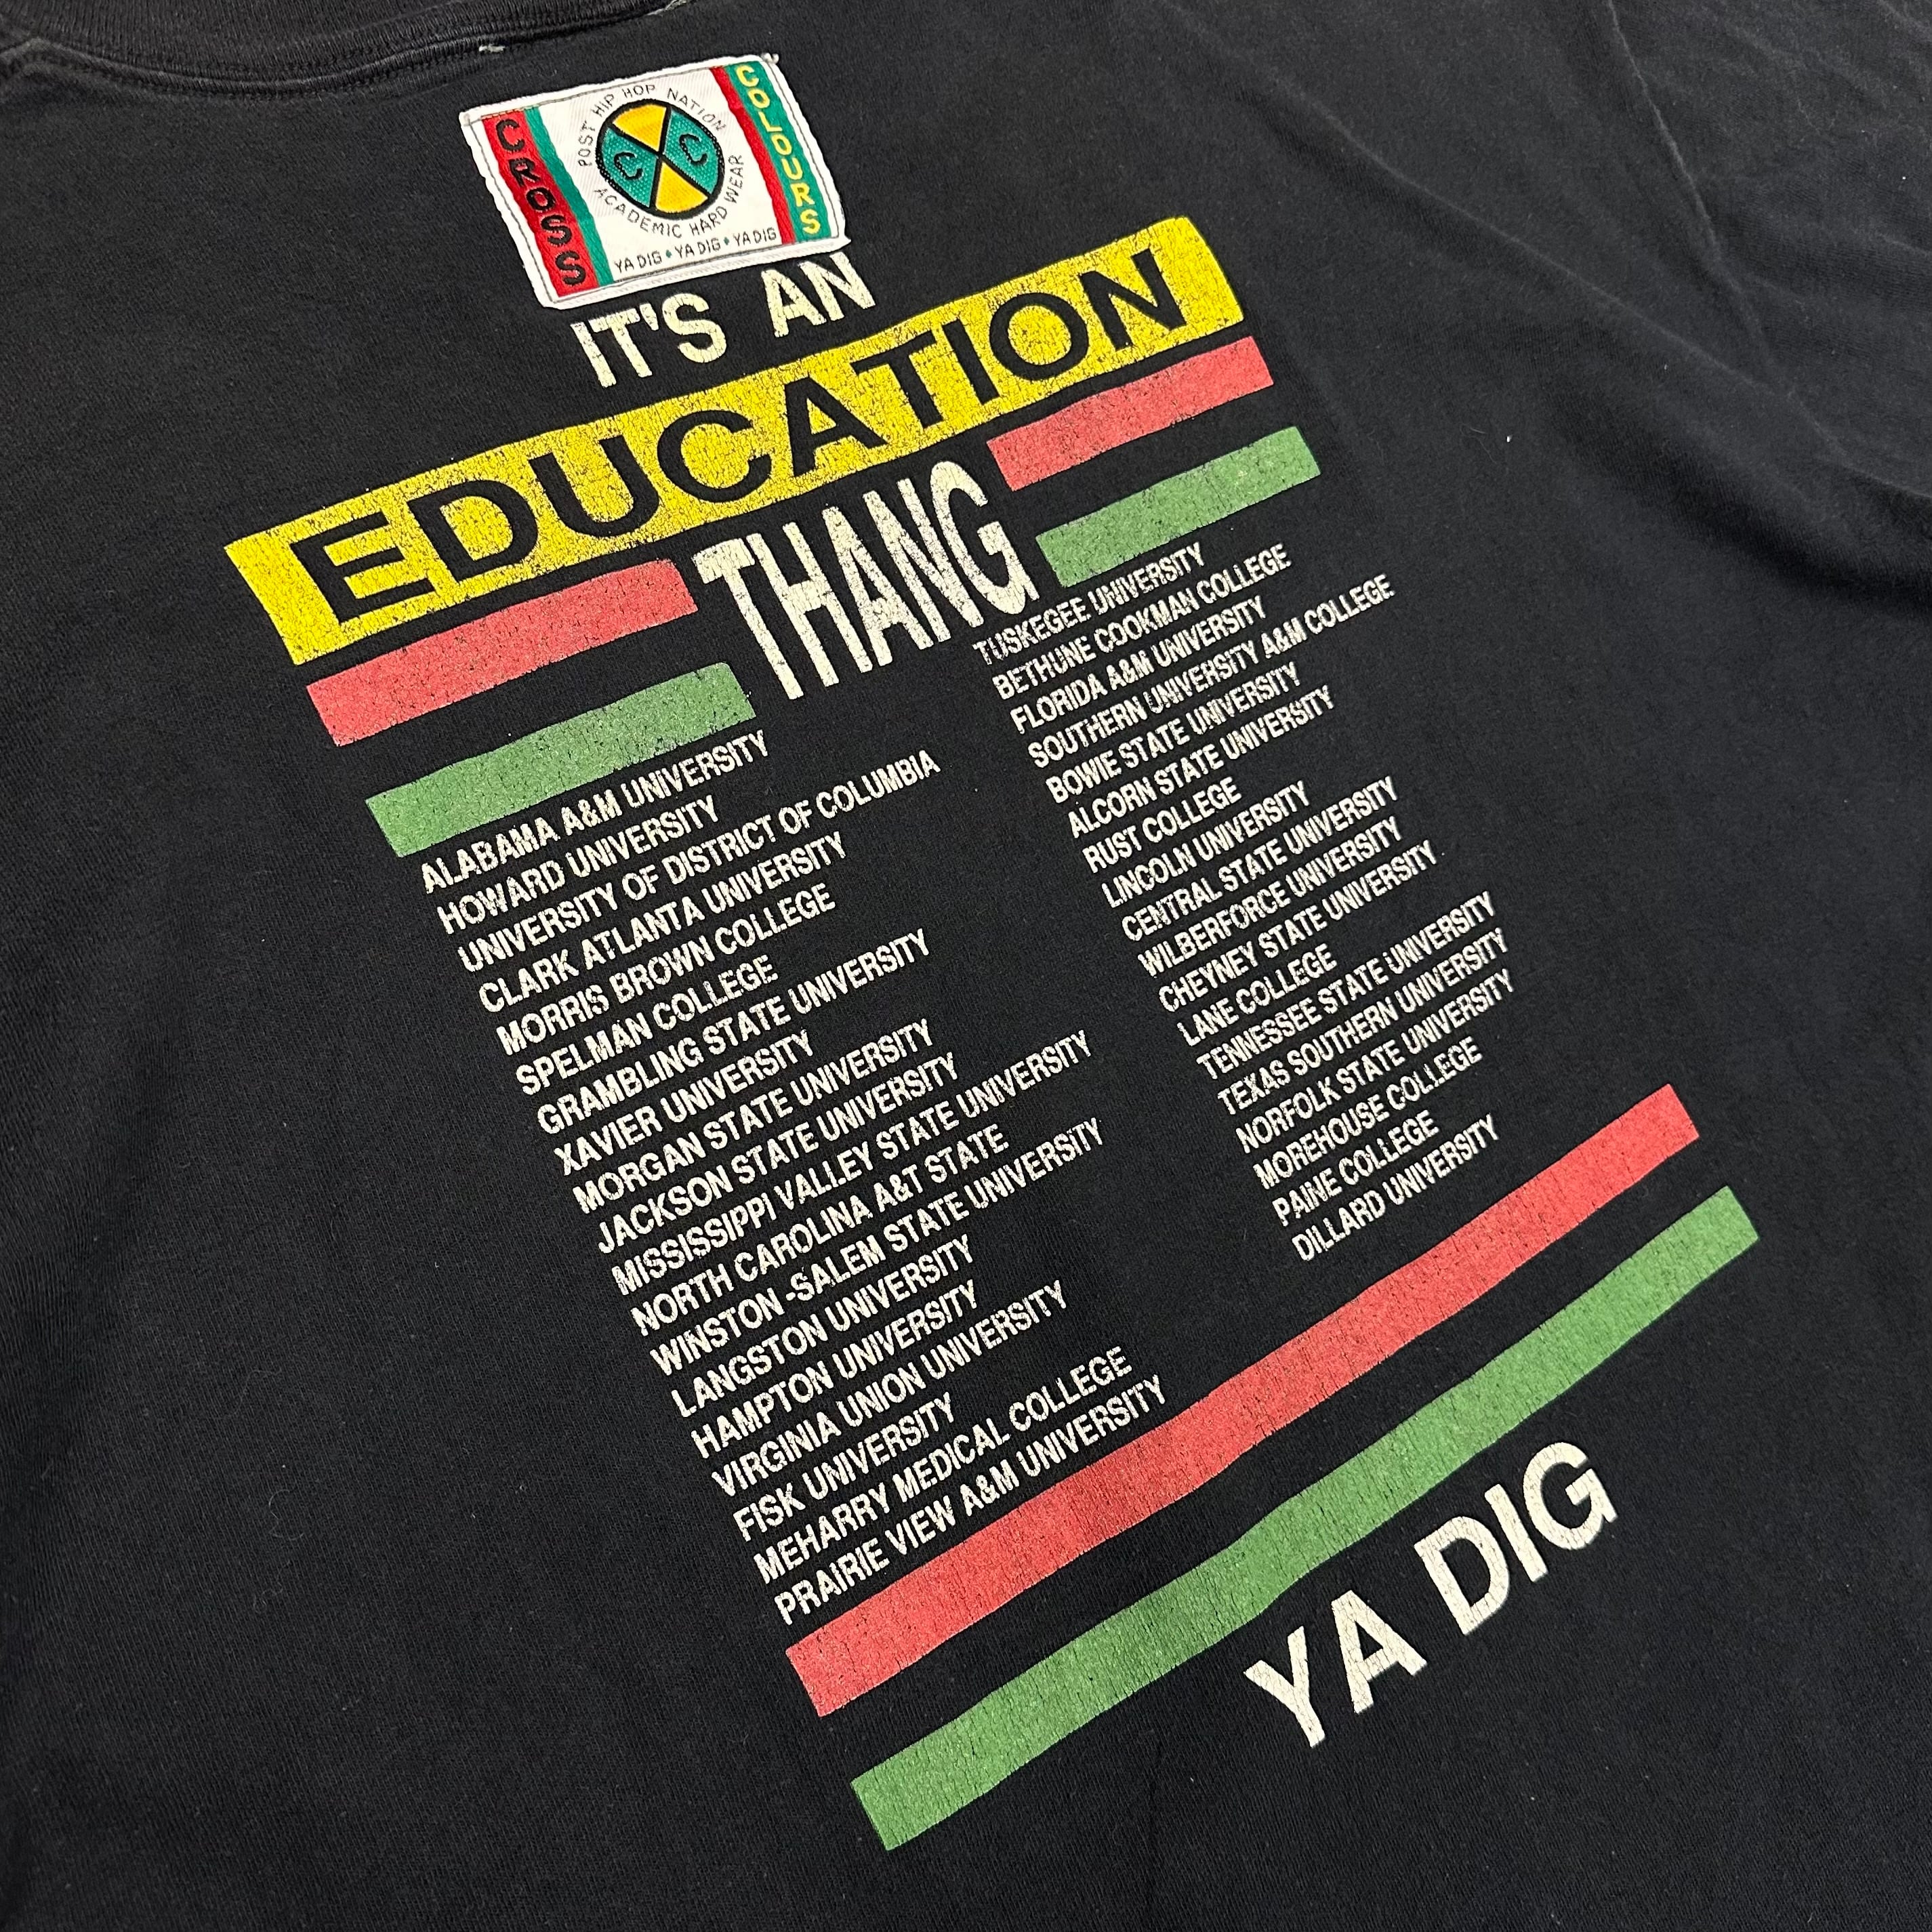 CROSS
POST HIP HOP NATION
C C
ACADEMIC HARD WEAR
YA DIG • YA DIG • YA DIG
COLOURS
IT'S AN
EDUCATION
THANG
ALABAMA A&M UNIVERSITY
HOWARD UNIVERSITY
UNIVERSITY OF DISTRICT OF COLUMBIA
CLARK ATLANTA UNIVERSITY
MORRIS BROWN COLLEGE
SPELMAN COLLEGE
GRAMBLING STATE UNIVERSITY
XAVIER UNIVERSITY
MORGAN STATE UNIVERSITY
JACKSON STATE UNIVERSITY
MISSISSIPPI VALLEY STATE UNIVERSITY
NORTH CAROLINA A&T STATE
WINSTON -SALEM STATE UNIVERSITY
LANGSTON UNIVERSITY
HAMPTON UNIVERSITY
VIRGINIA UNION UNIVERSITY
FISK UNIVERSITY
MEHARRY MEDICAL COLLEGE
PRAIRIE VIEW A&M UNIVERSITY
TUSKEGEE UNIVERSITY
BETHUNE COOKMAN COLLEGE
FLORIDA A&M UNIVERSITY
SOUTHERN UNIVERSITY A&M COLLEGE
BOWIE STATE UNIVERSITY
ALCORN STATE UNIVERSITY
RUST COLLEGE
LINCOLN UNIVERSITY
CENTRAL STATE UNIVERSITY
WILBERFORCE UNIVERSITY
CHEYNEY STATE UNIVERSITY
LANE COLLEGE
TENNESSEE STATE UNIVERSITY
TEXAS SOUTHERN UNIVERSITY
NORFOLK STATE UNIVERSITY
MOREHOUSE COLLEGE
PAINE COLLEGE
DILLARD UNIVERSITY
YA DIG